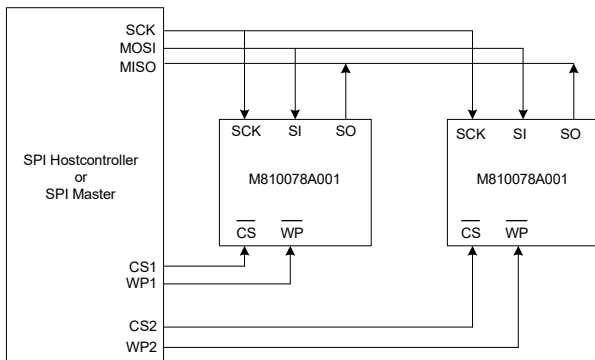 SCK
MOSI
MISO
SPI Hostcontroller
or
SPI Master
CS1
WP1
CS2
WP2
SCK SI SO
M810078A001
CS WP
SCK SI SO
M810078A001
CS WP